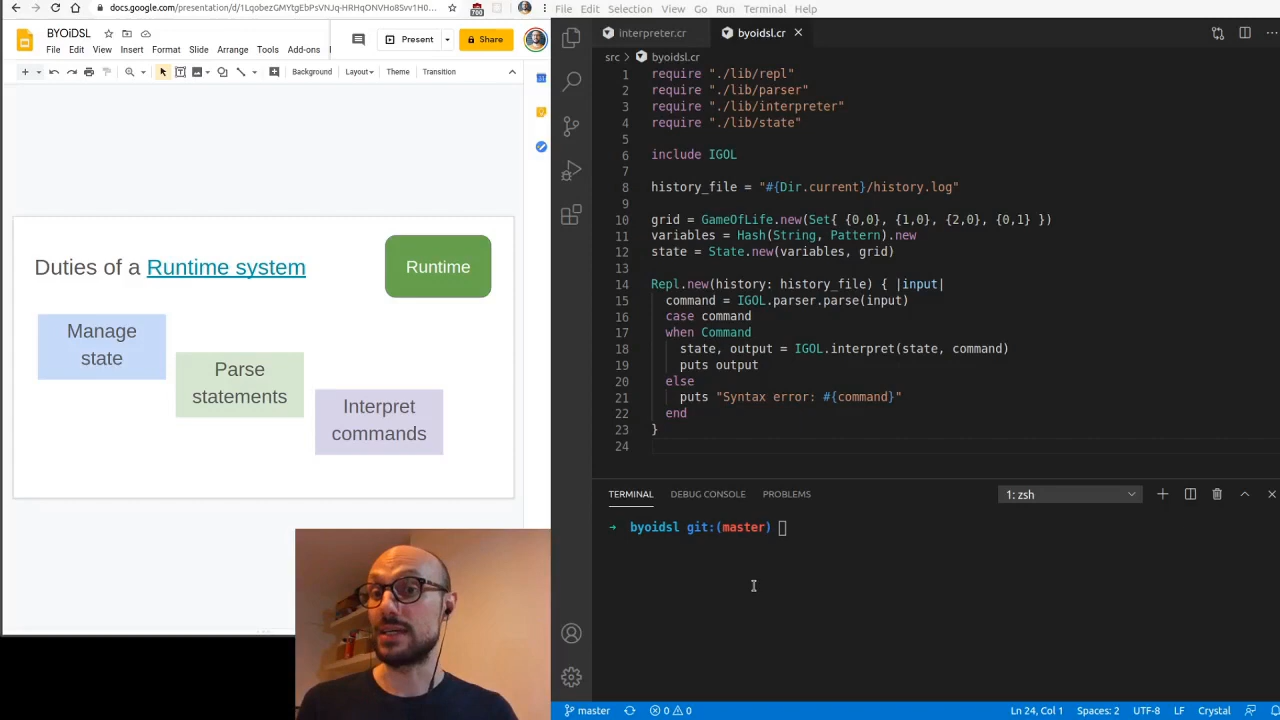 docs.google.com/presentation/d/1LqobezGMYtgEbPsVNJq-HRHqONVHo8Svv1H0...
780
BYOiDSL
File Edit View Insert Format Slide Arrange Tools Add-ons
Present
Share
Background Layout Theme Transition
Duties of a Runtime system
Runtime
Manage
state
Parse
statements
Interpret
commands
File Edit Selection View Go Run Terminal Help
interpreter.cr
byoidsl.cr
src > byoidsl.cr
1 require "./lib/repl"
2 require "./lib/parser"
3 require "./lib/interpreter"
4 require "./lib/state"
5
6 include IGOL
7
8 history_file = "#{Dir.current}/history.log"
9
10 grid = GameOfLife.new(Set{ {0,0}, {1,0}, {2,0}, {0,1} })
11 variables = Hash(String, Pattern).new
12 state = State.new(variables, grid)
13
14 Repl.new(history: history_file) { |input|
15 command = IGOL.parser.parse(input)
16 case command
17 when Command
18 state, output = IGOL.interpret(state, command)
19 puts output
20 else
21 puts "Syntax error: #{command}"
22 end
23 }
24
TERMINAL DEBUG CONSOLE PROBLEMS
1: zsh
→ byoidsl git:(master)
master
0 0
Ln 24, Col 1 Spaces: 2 UTF-8 LF Crystal